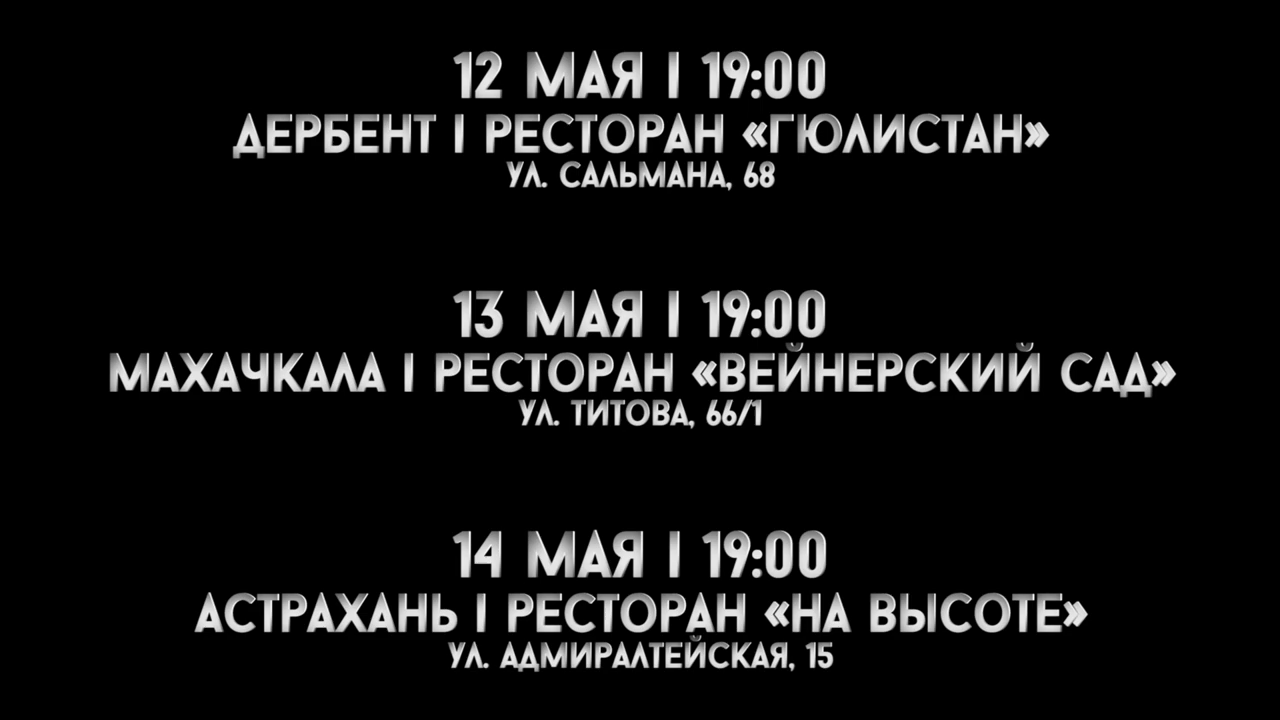 12 МАЯ | 19:00
ДЕРБЕНТ | РЕСТОРАН «ГЮЛИСТАН»
УЛ. САЛЬМАНА, 68
13 МАЯ | 19:00
МАХАЧКАЛА | РЕСТОРАН «ВЕЙНЕРСКИЙ САД»
УЛ. ТИТОВА, 66/1
14 МАЯ | 19:00
АСТРАХАНЬ | РЕСТОРАН «НА ВЫСОТЕ»
УЛ. АДМИРАЛТЕЙСКАЯ, 15